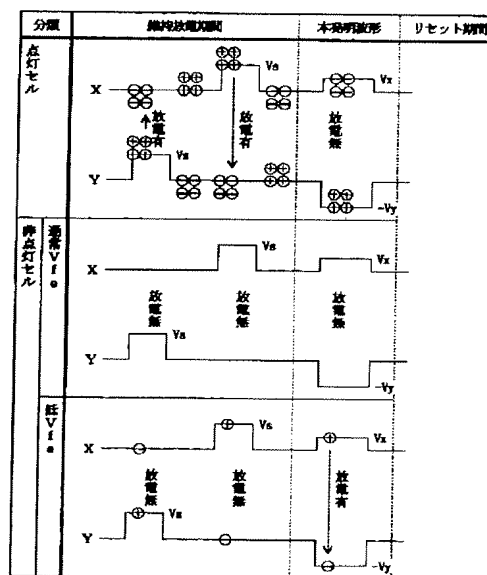 分類 維持放電期間 本発明波形 リセット期間
点灯セル
X Vs Vx
放電有 放電有 放電無
Y Vs -Vy
非点灯セル
通常Vfe
X Vs Vx
放電無 放電無 放電無
Y Vs -Vy
低Vfe
X Vs Vx
放電無 放電無 放電有
Y Vs -Vy